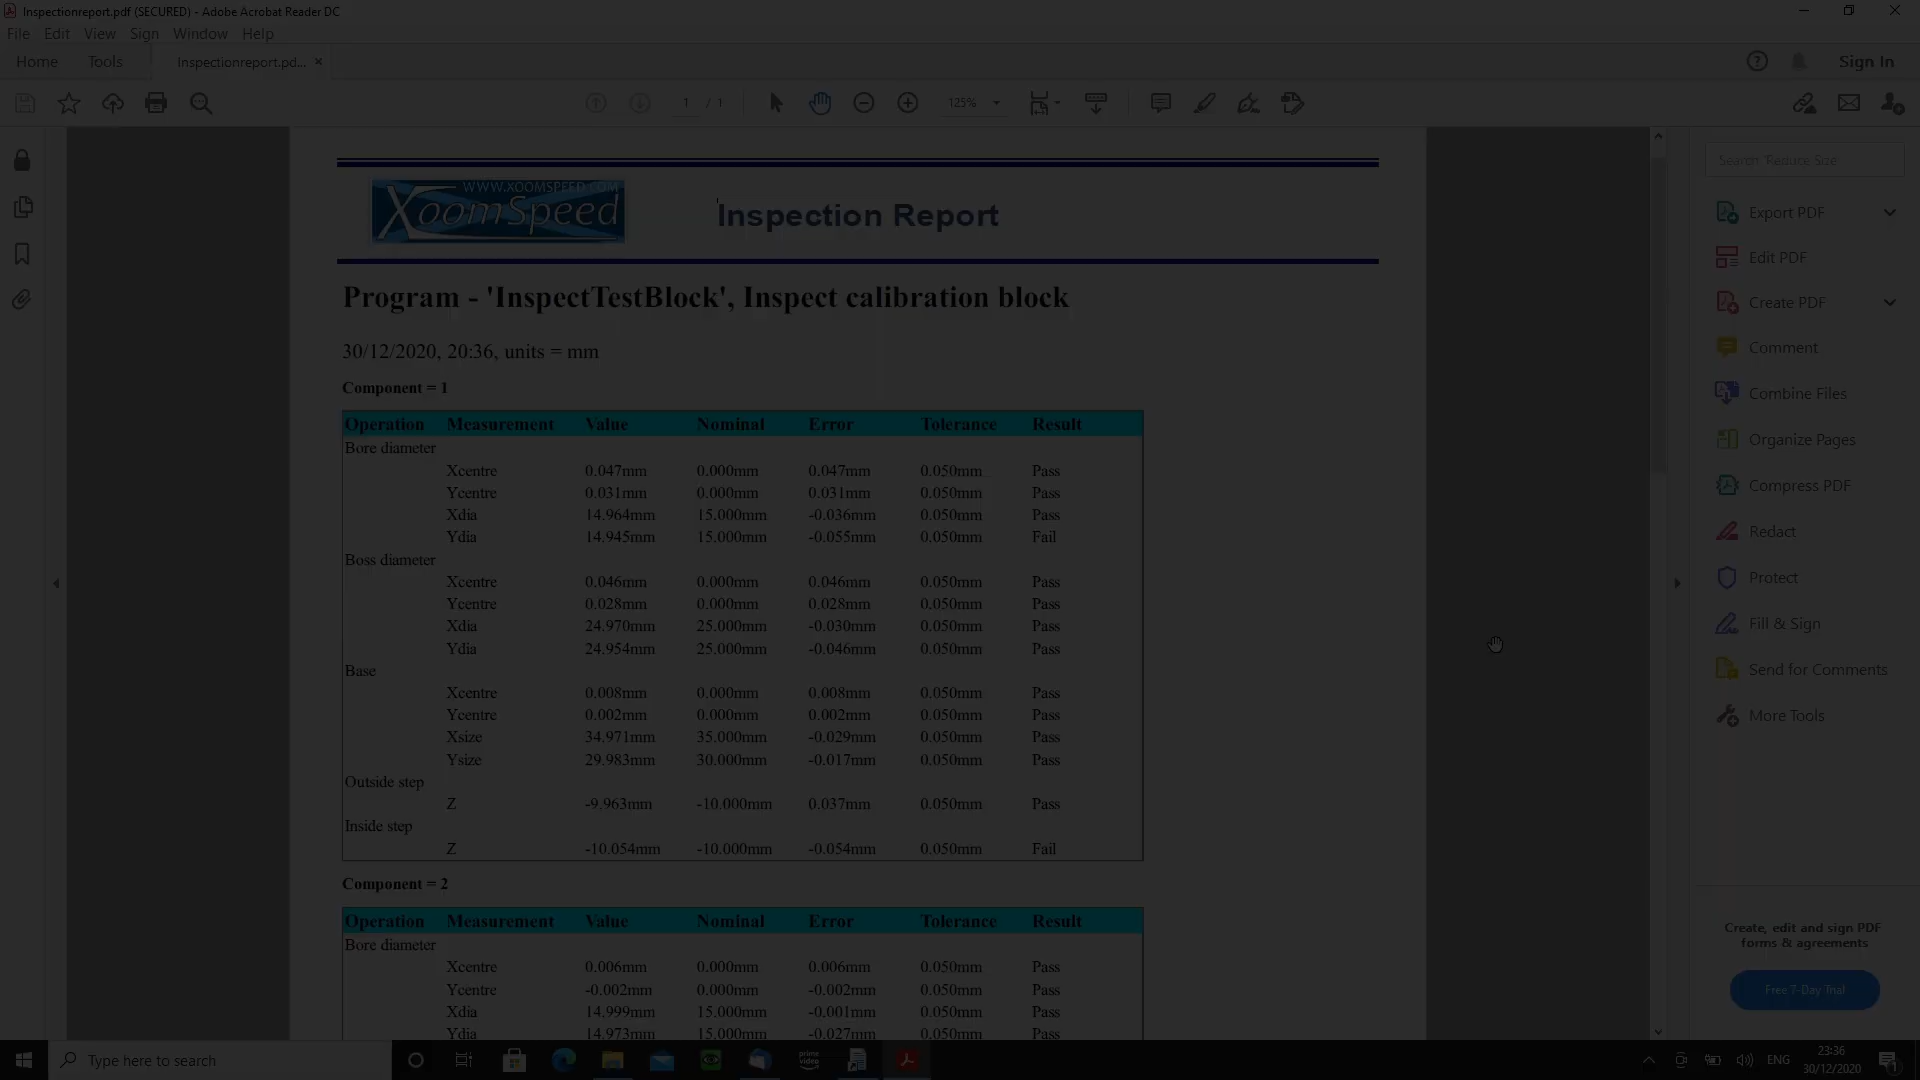 Inspectionreport.pdf (SECURED) - Adobe Acrobat Reader DC
File Edit View Sign Window Help
Home Tools Inspectionreport.pd... ×
Sign In
1 / 1 125%
Search 'Reduce Size'
WWW.XOOMSPEED.COM
XoomSpeed
Inspection Report
Program - 'InspectTestBlock', Inspect calibration block
30/12/2020, 20:36, units = mm
Component = 1
Operation Measurement Value Nominal Error Tolerance Result
Bore diameter
Xcentre 0.047mm 0.000mm 0.047mm 0.050mm Pass
Ycentre 0.031mm 0.000mm 0.031mm 0.050mm Pass
Xdia 14.964mm 15.000mm -0.036mm 0.050mm Pass
Ydia 14.945mm 15.000mm -0.055mm 0.050mm Fail
Boss diameter
Xcentre 0.046mm 0.000mm 0.046mm 0.050mm Pass
Ycentre 0.028mm 0.000mm 0.028mm 0.050mm Pass
Xdia 24.970mm 25.000mm -0.030mm 0.050mm Pass
Ydia 24.954mm 25.000mm -0.046mm 0.050mm Pass
Base
Xcentre 0.008mm 0.000mm 0.008mm 0.050mm Pass
Ycentre 0.002mm 0.000mm 0.002mm 0.050mm Pass
Xsize 34.971mm 35.000mm -0.029mm 0.050mm Pass
Ysize 29.983mm 30.000mm -0.017mm 0.050mm Pass
Outside step
Z -9.963mm -10.000mm 0.037mm 0.050mm Pass
Inside step
Z -10.054mm -10.000mm -0.054mm 0.050mm Fail
Component = 2
Operation Measurement Value Nominal Error Tolerance Result
Bore diameter
Xcentre 0.006mm 0.000mm 0.006mm 0.050mm Pass
Ycentre -0.002mm 0.000mm -0.002mm 0.050mm Pass
Xdia 14.999mm 15.000mm -0.001mm 0.050mm Pass
Ydia 14.973mm 15.000mm -0.027mm 0.050mm Pass
Export PDF
Edit PDF
Create PDF
Comment
Combine Files
Organize Pages
Compress PDF
Redact
Protect
Fill & Sign
Send for Comments
More Tools
Create, edit and sign PDF
forms & agreements
Free 7-Day Trial
Type here to search
prime
video
ENG
23:36
30/12/2020
1